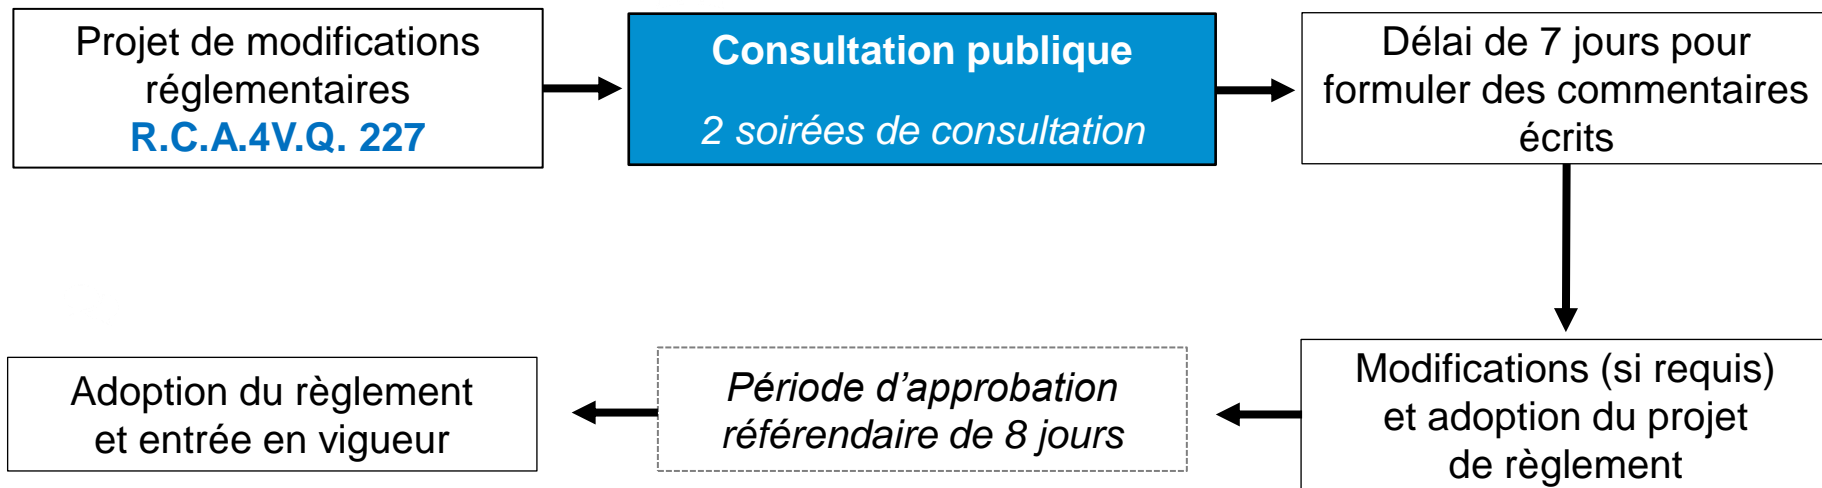 Projet de modifications
réglementaires
R.C.A.4V.Q. 227
Consultation publique
2 soirées de consultation
Délai de 7 jours pour
formuler des commentaires
écrits
Modifications (si requis)
et adoption du projet
de règlement
Période d’approbation
référendaire de 8 jours
Adoption du règlement
et entrée en vigueur